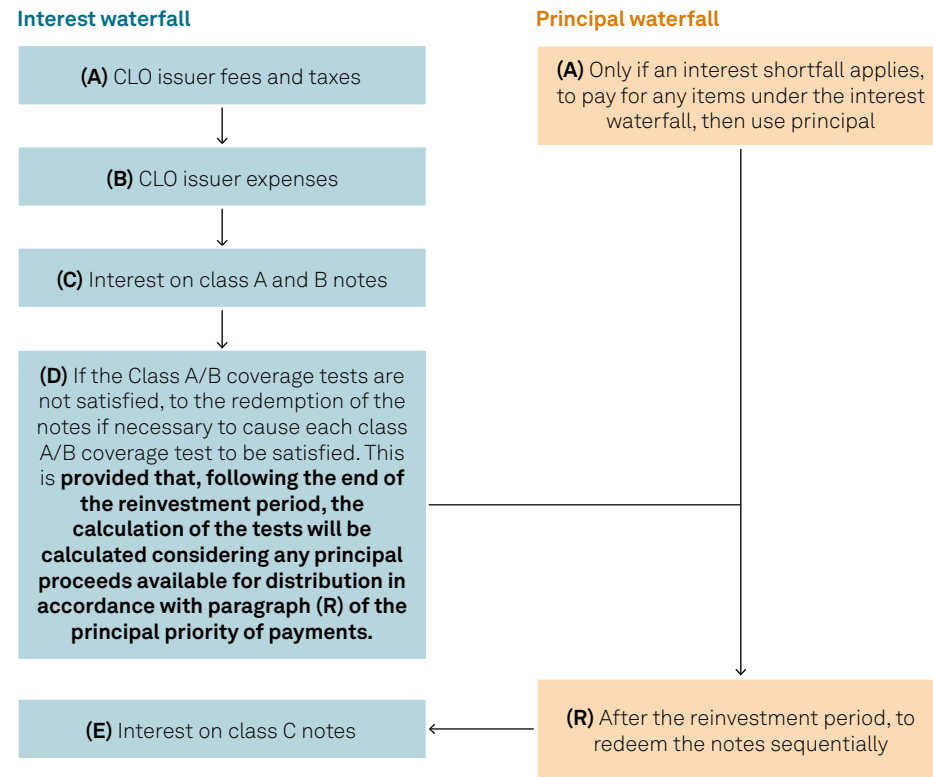 Interest waterfall
(A) CLO issuer fees and taxes
(B) CLO issuer expenses
(C) Interest on class A and B notes
(D) If the Class A/B coverage tests are
not satisfied, to the redemption of the
notes if necessary to cause each class
A/B coverage test to be satisfied. This
is provided that, following the end of
the reinvestment period, the
calculation of the tests will be
calculated considering any principal
proceeds available for distribution in
accordance with paragraph (R) of the
principal priority of payments.
(E) Interest on class C notes
Principal waterfall
(A) Only if an interest shortfall applies,
to pay for any items under the interest
waterfall, then use principal
(R) After the reinvestment period, to
redeem the notes sequentially